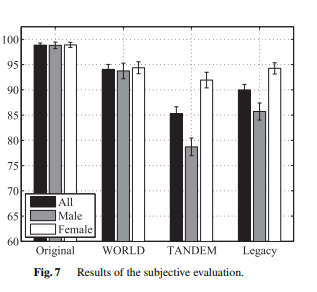 100
95
90
85
80
75
70
65
60
All
Male
Female
Original WORLD TANDEM Legacy
Fig. 7 Results of the subjective evaluation.